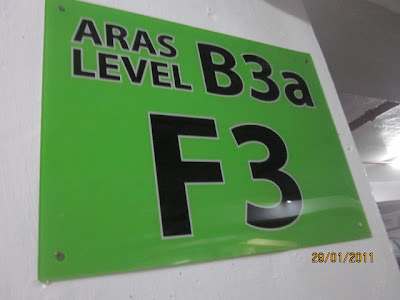 ARAS
LEVEL B3a
F3
29/01/2011